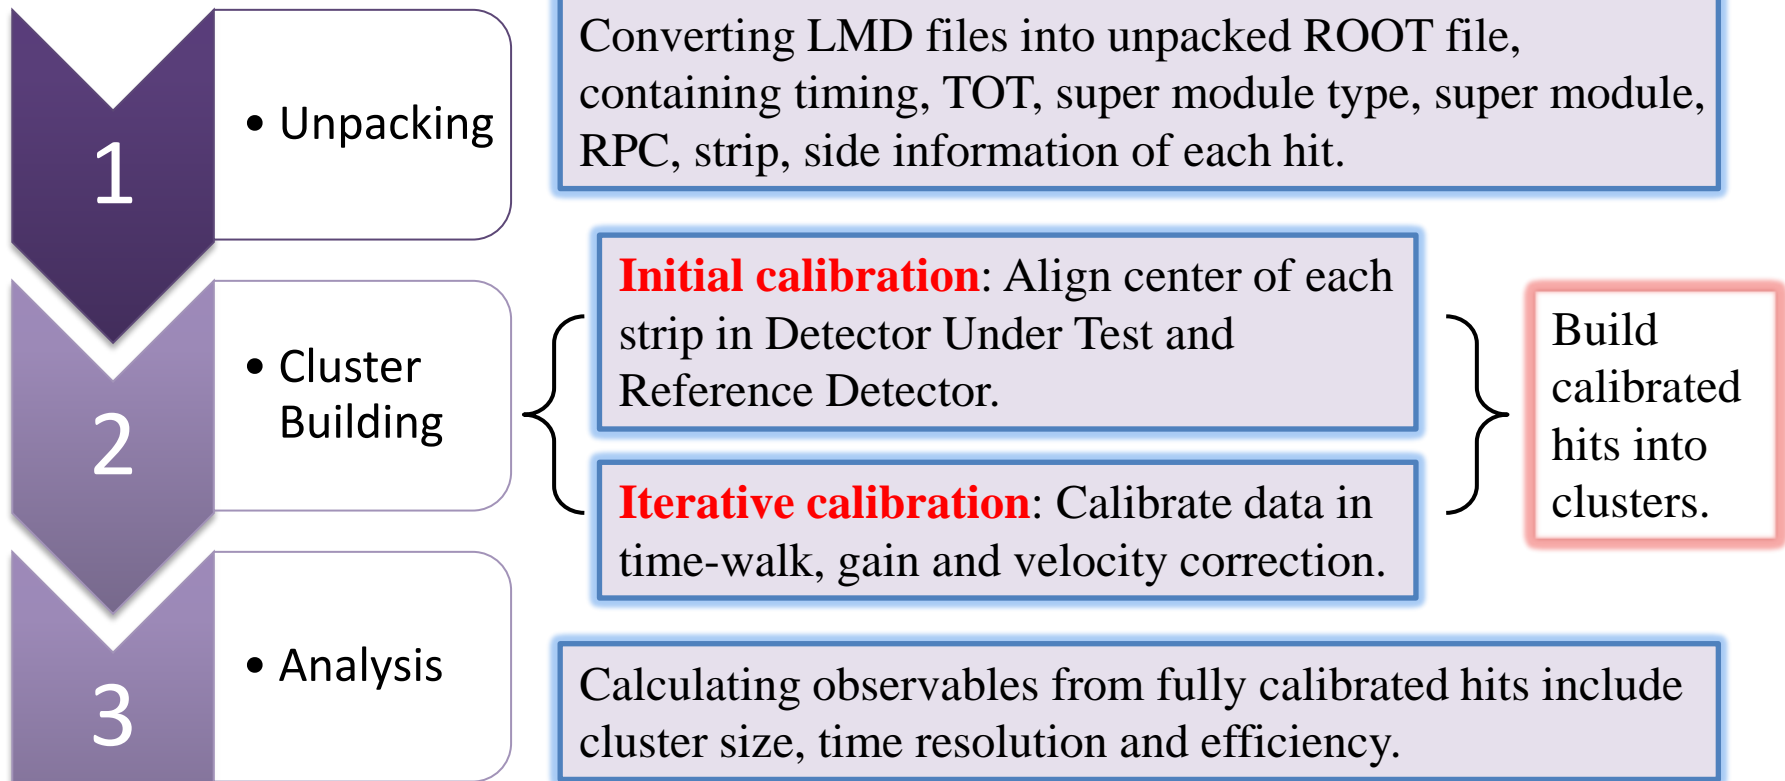 1
• Unpacking
Converting LMD files into unpacked ROOT file,
containing timing, TOT, super module type, super module,
RPC, strip, side information of each hit.
2
• Cluster
Building
Initial calibration: Align center of each
strip in Detector Under Test and
Reference Detector.
Iterative calibration: Calibrate data in
time-walk, gain and velocity correction.
Build
calibrated
hits into
clusters.
3
• Analysis
Calculating observables from fully calibrated hits include
cluster size, time resolution and efficiency.